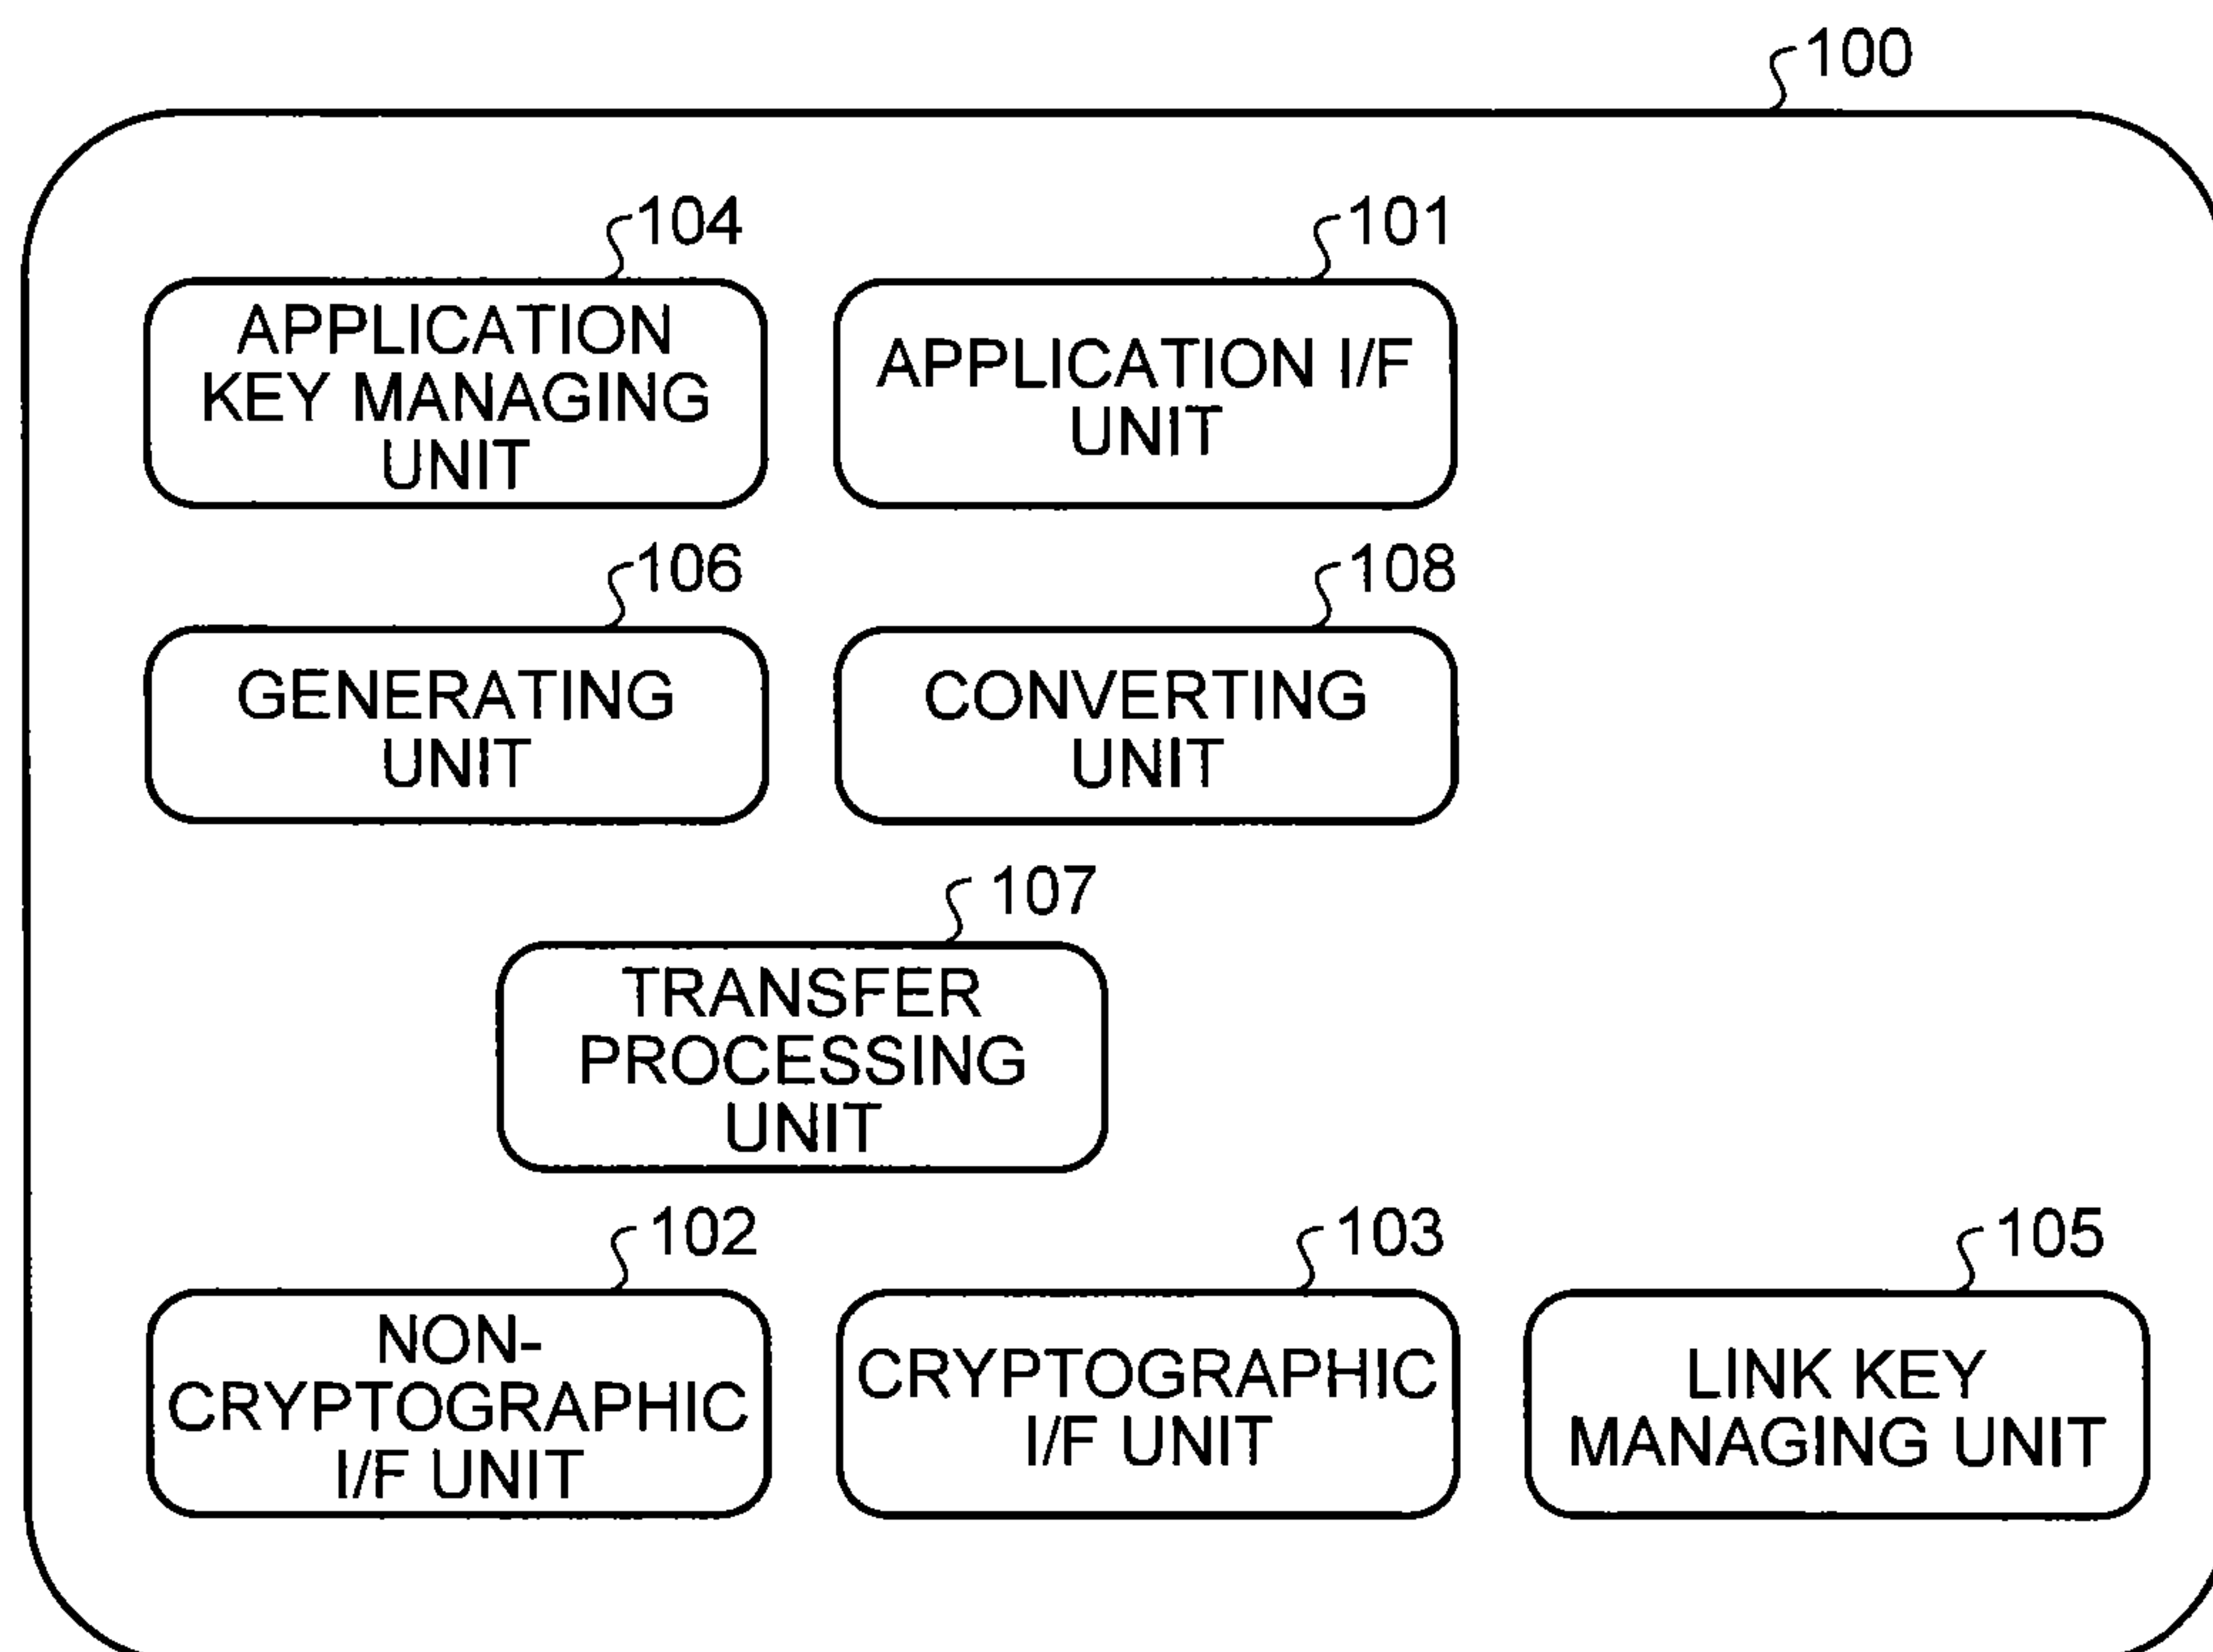 100
104
APPLICATION
KEY MANAGING
UNIT
101
APPLICATION I/F
UNIT
106
GENERATING
UNIT
108
CONVERTING
UNIT
107
TRANSFER
PROCESSING
UNIT
102
NON-
CRYPTOGRAPHIC
I/F UNIT
103
CRYPTOGRAPHIC
I/F UNIT
105
LINK KEY
MANAGING UNIT